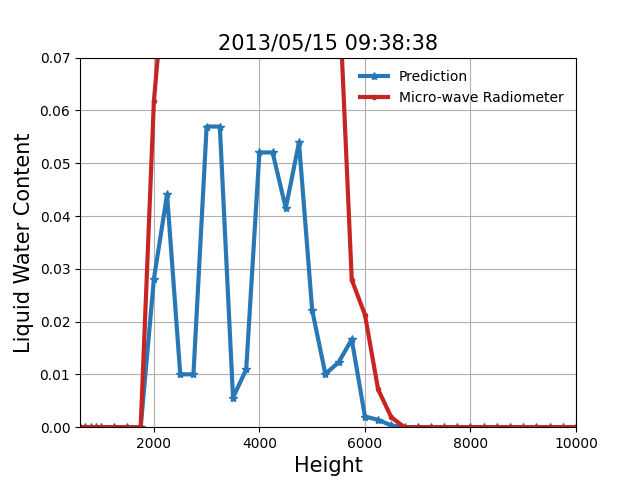 2013/05/15 09:38:38
0.07
0.06
0.05
0.04
0.03
0.02
0.01
0.00
Liquid Water Content
Prediction
Micro-wave Radiometer
2000 4000 6000 8000 10000
Height